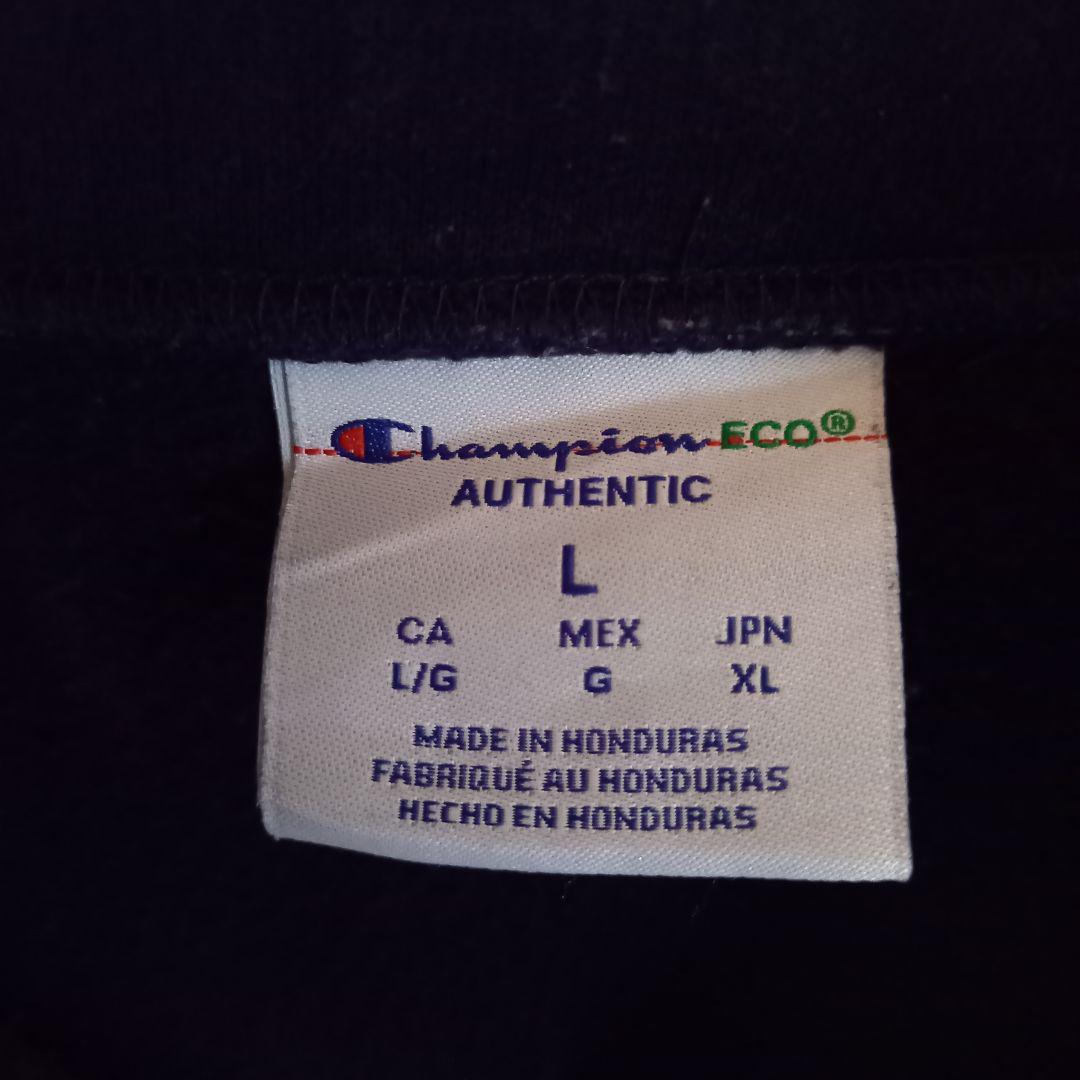 Champion ECO®
AUTHENTIC
L
CA MEX JPN
L/G G XL
MADE IN HONDURAS
FABRIQUÉ AU HONDURAS
HECHO EN HONDURAS